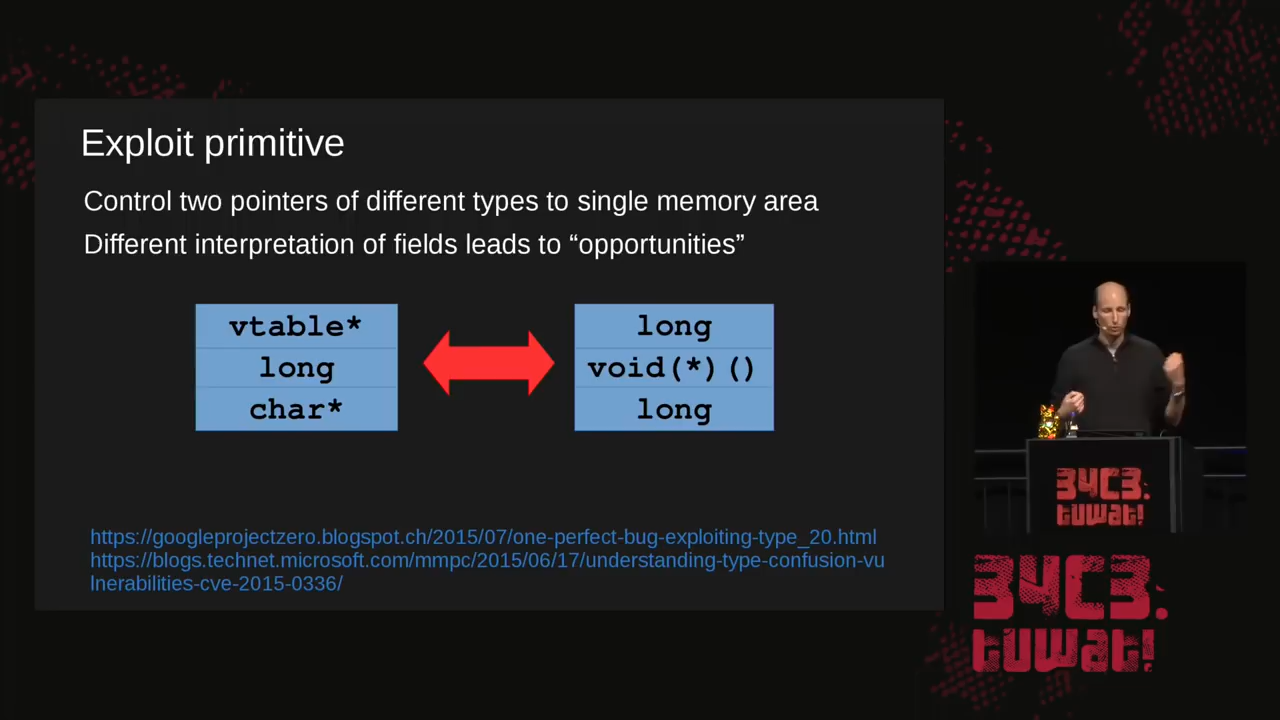 Exploit primitive
Control two pointers of different types to single memory area
Different interpretation of fields leads to “opportunities”
vtable*
long
char*
long
void(*)()
long
https://googleprojectzero.blogspot.ch/2015/07/one-perfect-bug-exploiting-type_20.html
https://blogs.technet.microsoft.com/mmpc/2015/06/17/understanding-type-confusion-vu
lnerabilities-cve-2015-0336/
34C3.
tuwat!
34C3.
tuwat!